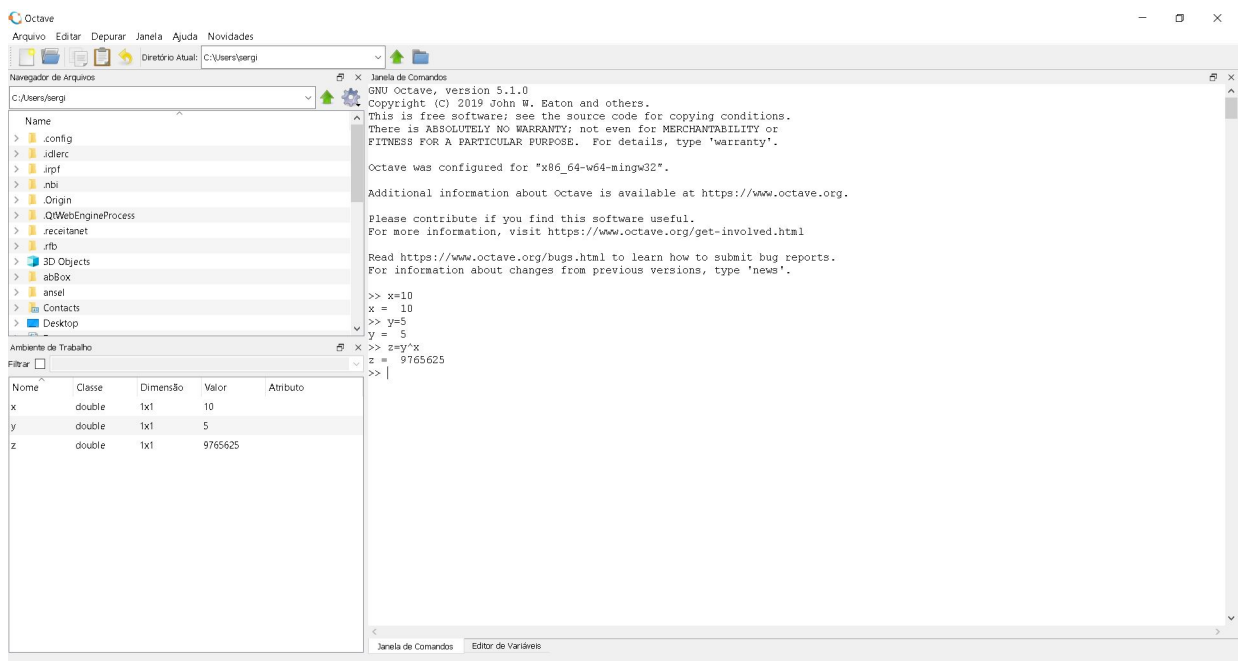 Octave
Arquivo Editar Depurar Janela Ajuda Novidades
Diretório Atual: C:\Users\sergi
Navegador de Arquivos
C:/Users/sergi
Name
.config
.idlerc
.irpf
.nbi
.Origin
.QtWebEngineProcess
.receitanet
.rfb
3D Objects
abBox
ansel
Contacts
Desktop
Ambiente de Trabalho
Filtrar
Nome Classe Dimensão Valor Atributo
x double 1x1 10
y double 1x1 5
z double 1x1 9765625
Janela de Comandos
GNU Octave, version 5.1.0
Copyright (C) 2019 John W. Eaton and others.
This is free software; see the source code for copying conditions.
There is ABSOLUTELY NO WARRANTY; not even for MERCHANTABILITY or
FITNESS FOR A PARTICULAR PURPOSE.  For details, type 'warranty'.
Octave was configured for "x86_64-w64-mingw32".
Additional information about Octave is available at https://www.octave.org.
Please contribute if you find this software useful.
For more information, visit https://www.octave.org/get-involved.html
Read https://www.octave.org/bugs.html to learn how to submit bug reports.
For information about changes from previous versions, type 'news'.
>> x=10
x =  10
>> y=5
y =  5
>> z=y^x
z =  9765625
>>
Janela de Comandos Editor de Variáveis